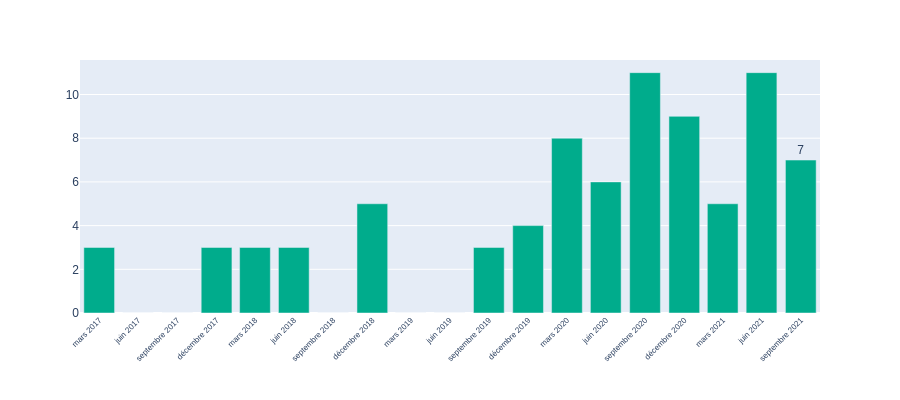 10
8
6
4
2
0
7
mars 2017
juin 2017
septembre 2017
décembre 2017
mars 2018
juin 2018
septembre 2018
décembre 2018
mars 2019
juin 2019
septembre 2019
décembre 2019
mars 2020
juin 2020
septembre 2020
décembre 2020
mars 2021
juin 2021
septembre 2021